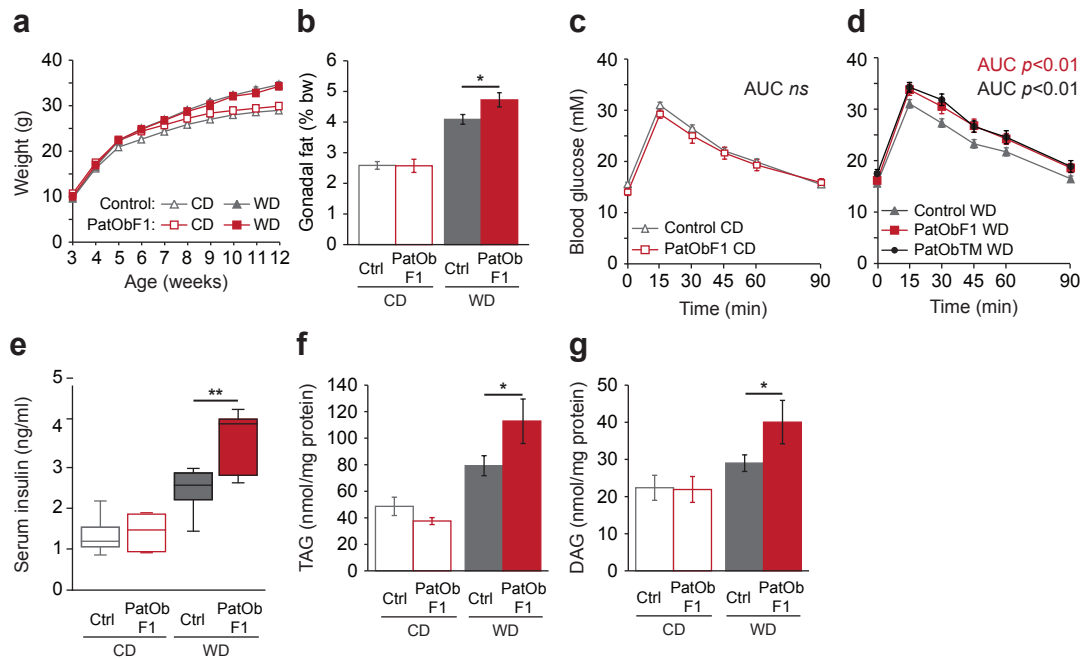 a
Weight (g)
40
30
20
10
0
Control: CD WD
PatObF1: CD WD
3 4 5 6 7 8 9 10 11 12
Age (weeks)
b
Gonadal fat (% bw)
6
5
4
3
2
1
0
*
Ctrl PatOb F1 Ctrl PatOb F1
CD WD
c
Blood glucose (mM)
40
30
20
10
0
AUC ns
Control CD
PatObF1 CD
0 15 30 45 60 90
Time (min)
d
AUC p<0.01
AUC p<0.01
40
30
20
10
0
Control WD
PatObF1 WD
PatObTM WD
0 15 30 45 60 90
Time (min)
e
Serum insulin (ng/ml)
5
4
3
2
1
0
**
Ctrl PatOb F1 Ctrl PatOb F1
CD WD
f
TAG (nmol/mg protein)
140
120
100
80
60
40
20
0
*
Ctrl PatOb F1 Ctrl PatOb F1
CD WD
g
DAG (nmol/mg protein)
50
40
30
20
10
0
*
Ctrl PatOb F1 Ctrl PatOb F1
CD WD